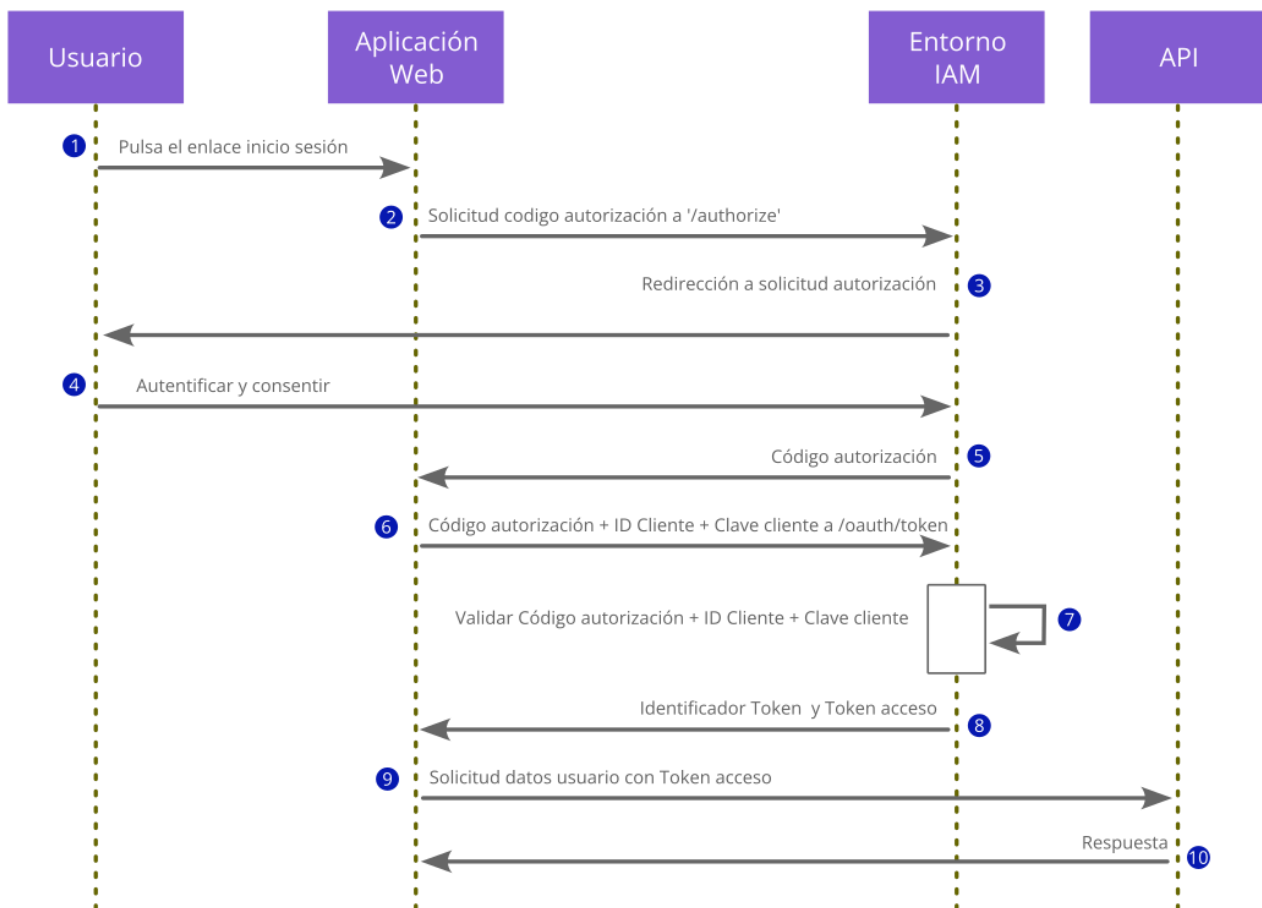 Usuario
Aplicación
Web
Entorno
IAM
API
1 Pulsa el enlace inicio sesión
2 Solicitud codigo autorización a '/authorize'
Redirección a solicitud autorización 3
4 Autentificar y consentir
Código autorización 5
6 Código autorización + ID Cliente + Clave cliente a /oauth/token
Validar Código autorización + ID Cliente + Clave cliente 7
Identificador Token y Token acceso 8
9 Solicitud datos usuario con Token acceso
Respuesta 10